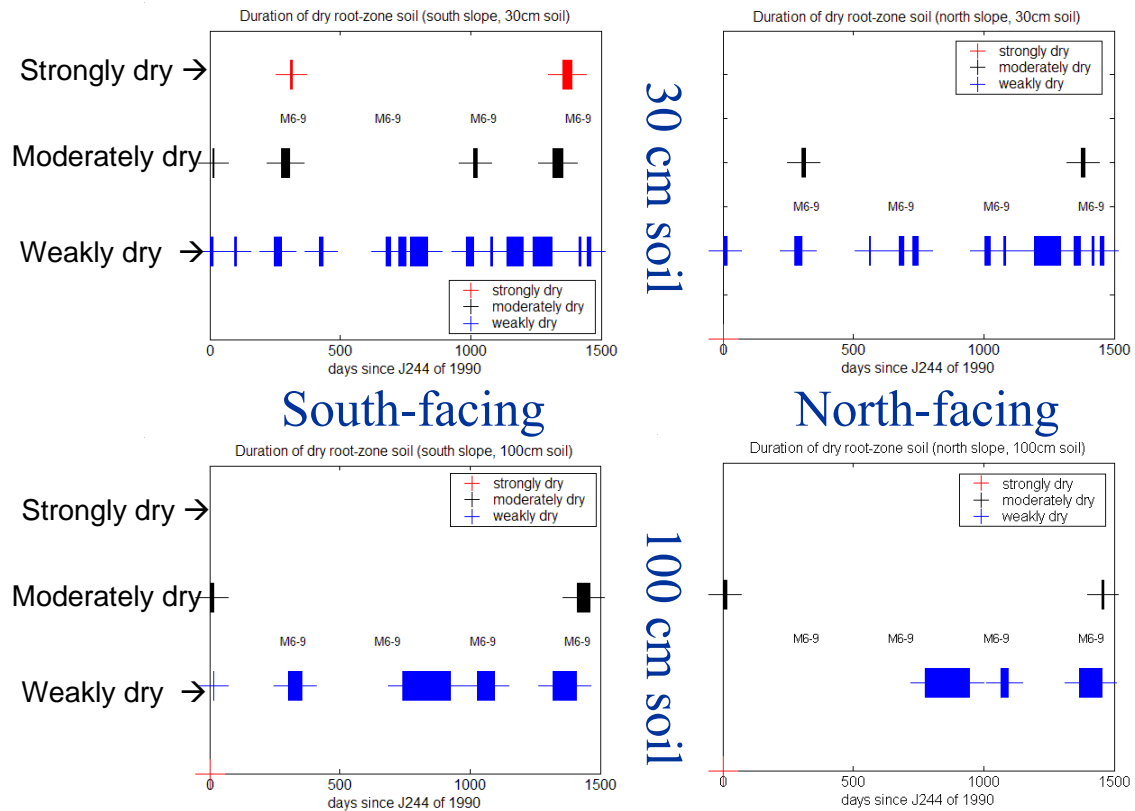 Duration of dry root-zone soil (south slope, 30cm soil)
Strongly dry →
Moderately dry
Weakly dry →
M6-9 M6-9 M6-9 M6-9
strongly dry
moderately dry
weakly dry
0 500 1000 1500
days since J244 of 1990
30 cm soil
Duration of dry root-zone soil (north slope, 30cm soil)
strongly dry
moderately dry
weakly dry
M6-9 M6-9 M6-9 M6-9
0 500 1000 1500
days since J244 of 1990
South-facing
North-facing
Duration of dry root-zone soil (south slope, 100cm soil)
strongly dry
moderately dry
weakly dry
Strongly dry →
Moderately dry
Weakly dry →
M6-9 M6-9 M6-9 M6-9
0 500 1000 1500
days since J244 of 1990
100 cm soil
Duration of dry root-zone soil (north slope, 100cm soil)
strongly dry
moderately dry
weakly dry
M6-9 M6-9 M6-9 M6-9
0 500 1000 1500
days since J244 of 1990